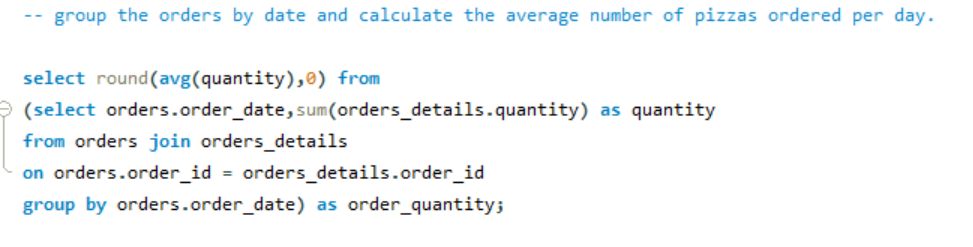 -- group the orders by date and calculate the average number of pizzas ordered per day.
select round(avg(quantity),0) from
(select orders.order_date,sum(orders_details.quantity) as quantity
from orders join orders_details
on orders.order_id = orders_details.order_id
group by orders.order_date) as order_quantity;